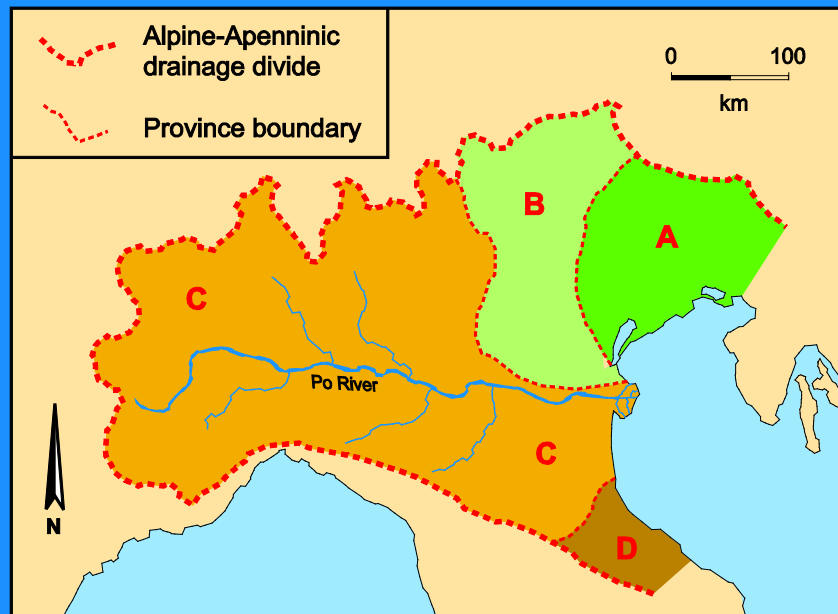 Alpine-Apenninic
drainage divide
Province boundary
0 100
km
B
A
C
Po River
C
D
N